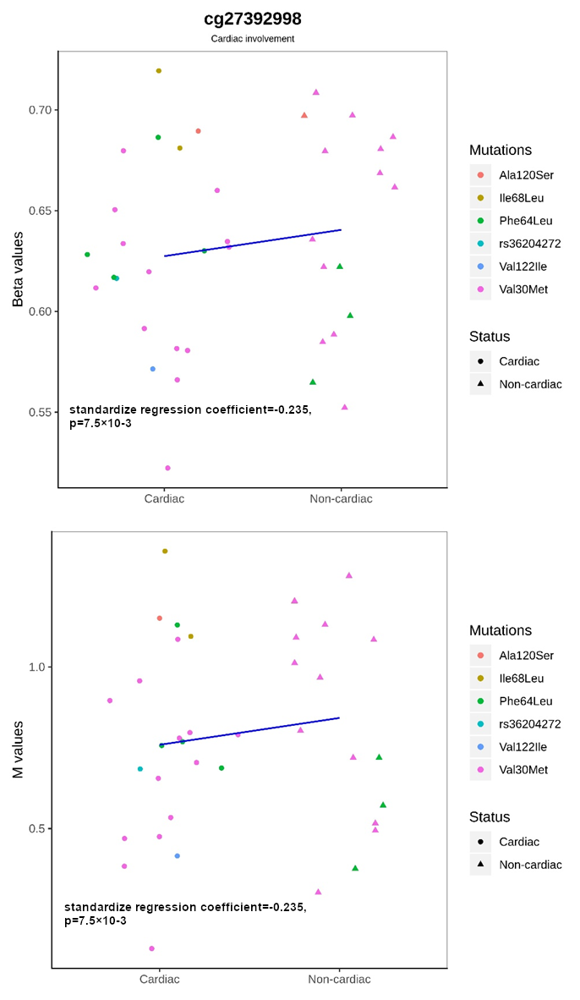 cg27392998
Cardiac involvement
0.70
0.65
0.60
0.55
Beta values
standardize regression coefficient=-0.235,
p=7.5×10-3
Cardiac
Non-cardiac
Mutations
Ala120Ser
Ile68Leu
Phe64Leu
rs36204272
Val122Ile
Val30Met
Status
Cardiac
Non-cardiac
1.0
0.5
M values
standardize regression coefficient=-0.235,
p=7.5×10-3
Cardiac
Non-cardiac
Mutations
Ala120Ser
Ile68Leu
Phe64Leu
rs36204272
Val122Ile
Val30Met
Status
Cardiac
Non-cardiac